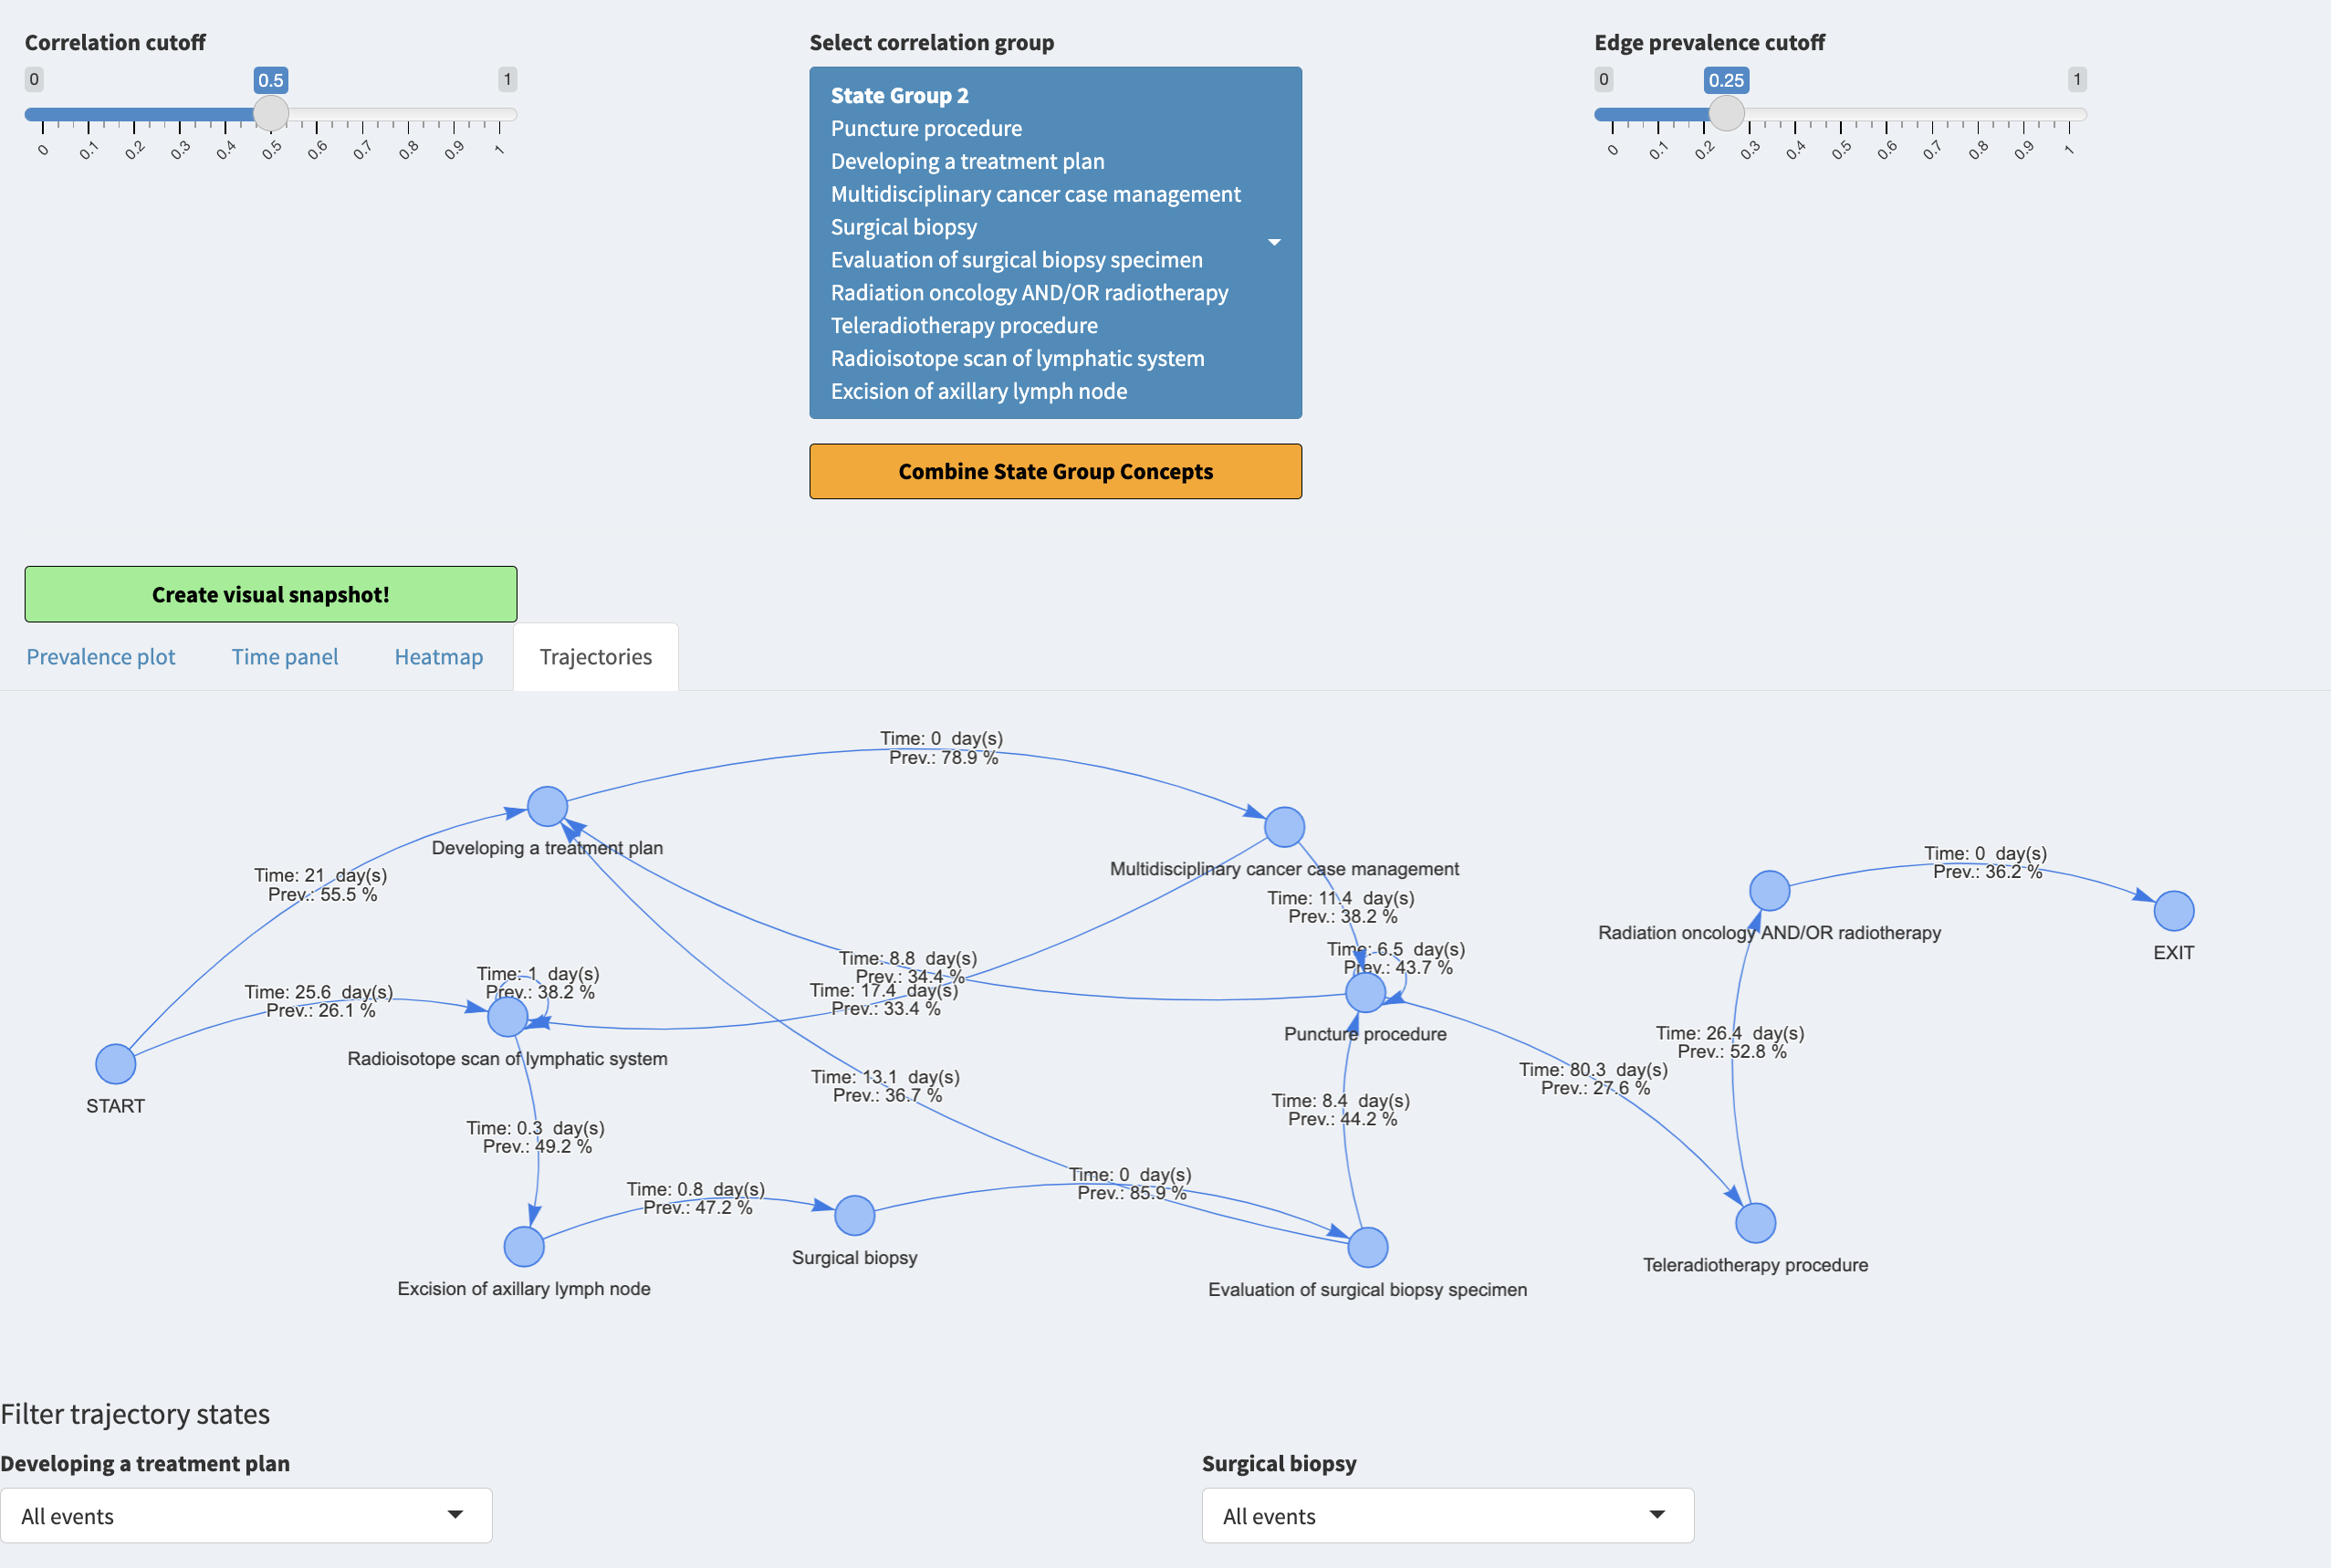 Correlation cutoff
0
0.5
1
0
0.1
0.2
0.3
0.4
0.5
0.6
0.7
0.8
0.9
1
Select correlation group
State Group 2
Puncture procedure
Developing a treatment plan
Multidisciplinary cancer case management
Surgical biopsy
Evaluation of surgical biopsy specimen
Radiation oncology AND/OR radiotherapy
Teleradiotherapy procedure
Radioisotope scan of lymphatic system
Excision of axillary lymph node
Combine State Group Concepts
Edge prevalence cutoff
0
0.25
1
0
0.1
0.2
0.3
0.4
0.5
0.6
0.7
0.8
0.9
1
Create visual snapshot!
Prevalence plot
Time panel
Heatmap
Trajectories
Time: 0 day(s)
Prev.: 78.9 %
Developing a treatment plan
Multidisciplinary cancer case management
Time: 0 day(s)
Prev.: 36.2 %
Time: 21 day(s)
Prev.: 55.5 %
Time: 11.4 day(s)
Prev.: 38.2 %
Radiation oncology AND/OR radiotherapy
EXIT
Time: 6.5 day(s)
Prev.: 43.7 %
Time: 8.8 day(s)
Prev.: 34.4 %
Time: 1 day(s)
Prev.: 38.2 %
Time: 25.6 day(s)
Prev.: 26.1 %
Time: 17.4 day(s)
Prev.: 33.4 %
Puncture procedure
Time: 26.4 day(s)
Prev.: 52.8 %
Radioisotope scan of lymphatic system
Time: 80.3 day(s)
Prev.: 27.6 %
Time: 13.1 day(s)
Prev.: 36.7 %
START
Time: 8.4 day(s)
Prev.: 44.2 %
Time: 0.3 day(s)
Prev.: 49.2 %
Time: 0 day(s)
Prev.: 85.9 %
Time: 0.8 day(s)
Prev.: 47.2 %
Surgical biopsy
Teleradiotherapy procedure
Excision of axillary lymph node
Evaluation of surgical biopsy specimen
Filter trajectory states
Developing a treatment plan
All events
Surgical biopsy
All events